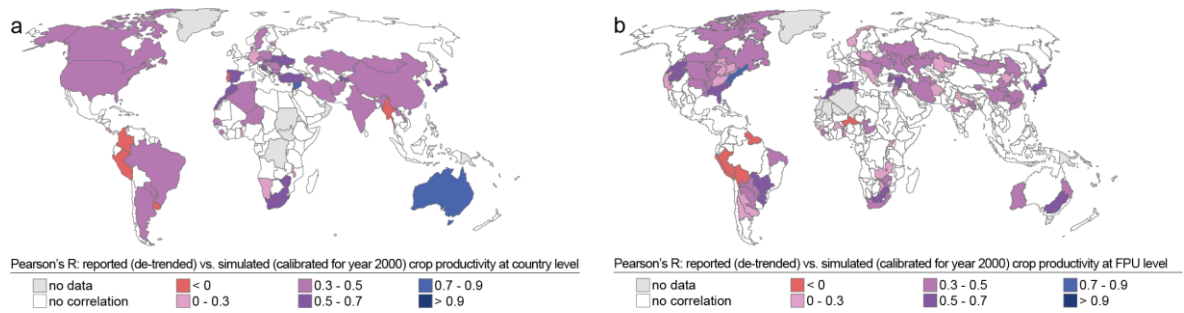 a
b
Pearson's R: reported (de-trended) vs. simulated (calibrated for year 2000) crop productivity at country level
no data
< 0
0.3 - 0.5
0.7 - 0.9
no correlation
0 - 0.3
0.5 - 0.7
> 0.9
Pearson's R: reported (de-trended) vs. simulated (calibrated for year 2000) crop productivity at FPU level
no data
< 0
0.3 - 0.5
0.7 - 0.9
no correlation
0 - 0.3
0.5 - 0.7
> 0.9